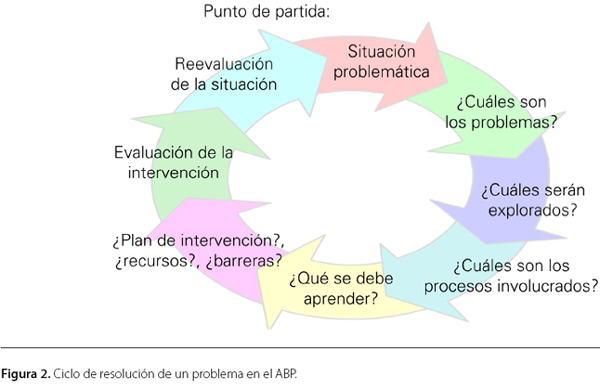 Punto de partida:
Situación
problemática
¿Cuáles son
los problemas?
¿Cuáles serán
explorados?
¿Cuáles son los
procesos involucrados?
¿Qué se debe
aprender?
¿Plan de intervención?,
¿recursos?, ¿barreras?
Evaluación de la
intervención
Reevaluación
de la situación
Figura 2. Ciclo de resolución de un problema en el ABP.